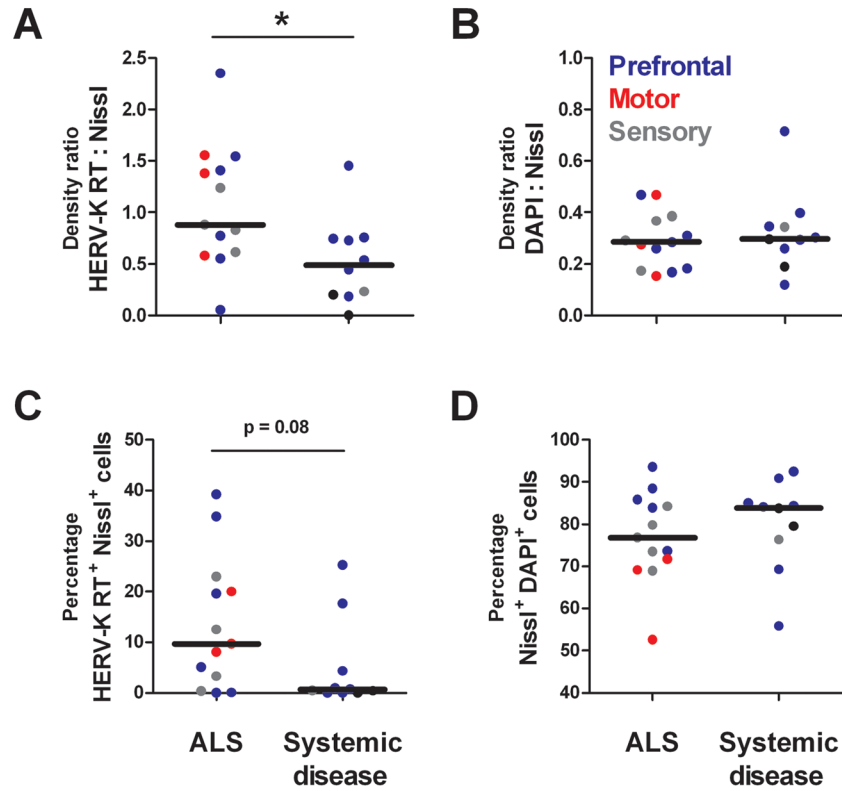 A
*
Density ratio
HERV-K RT : Nissl
2.5
2.0
1.5
1.0
0.5
0.0
B
Prefrontal
Motor
Sensory
Density ratio
DAPI : Nissl
1.0
0.8
0.6
0.4
0.2
0.0
C
p = 0.08
Percentage
HERV-K RT⁺ Nissl⁺ cells
50
40
30
20
10
0
ALS
Systemic
disease
D
Percentage
Nissl⁺ DAPI⁺ cells
100
90
80
70
60
50
40
ALS
Systemic
disease